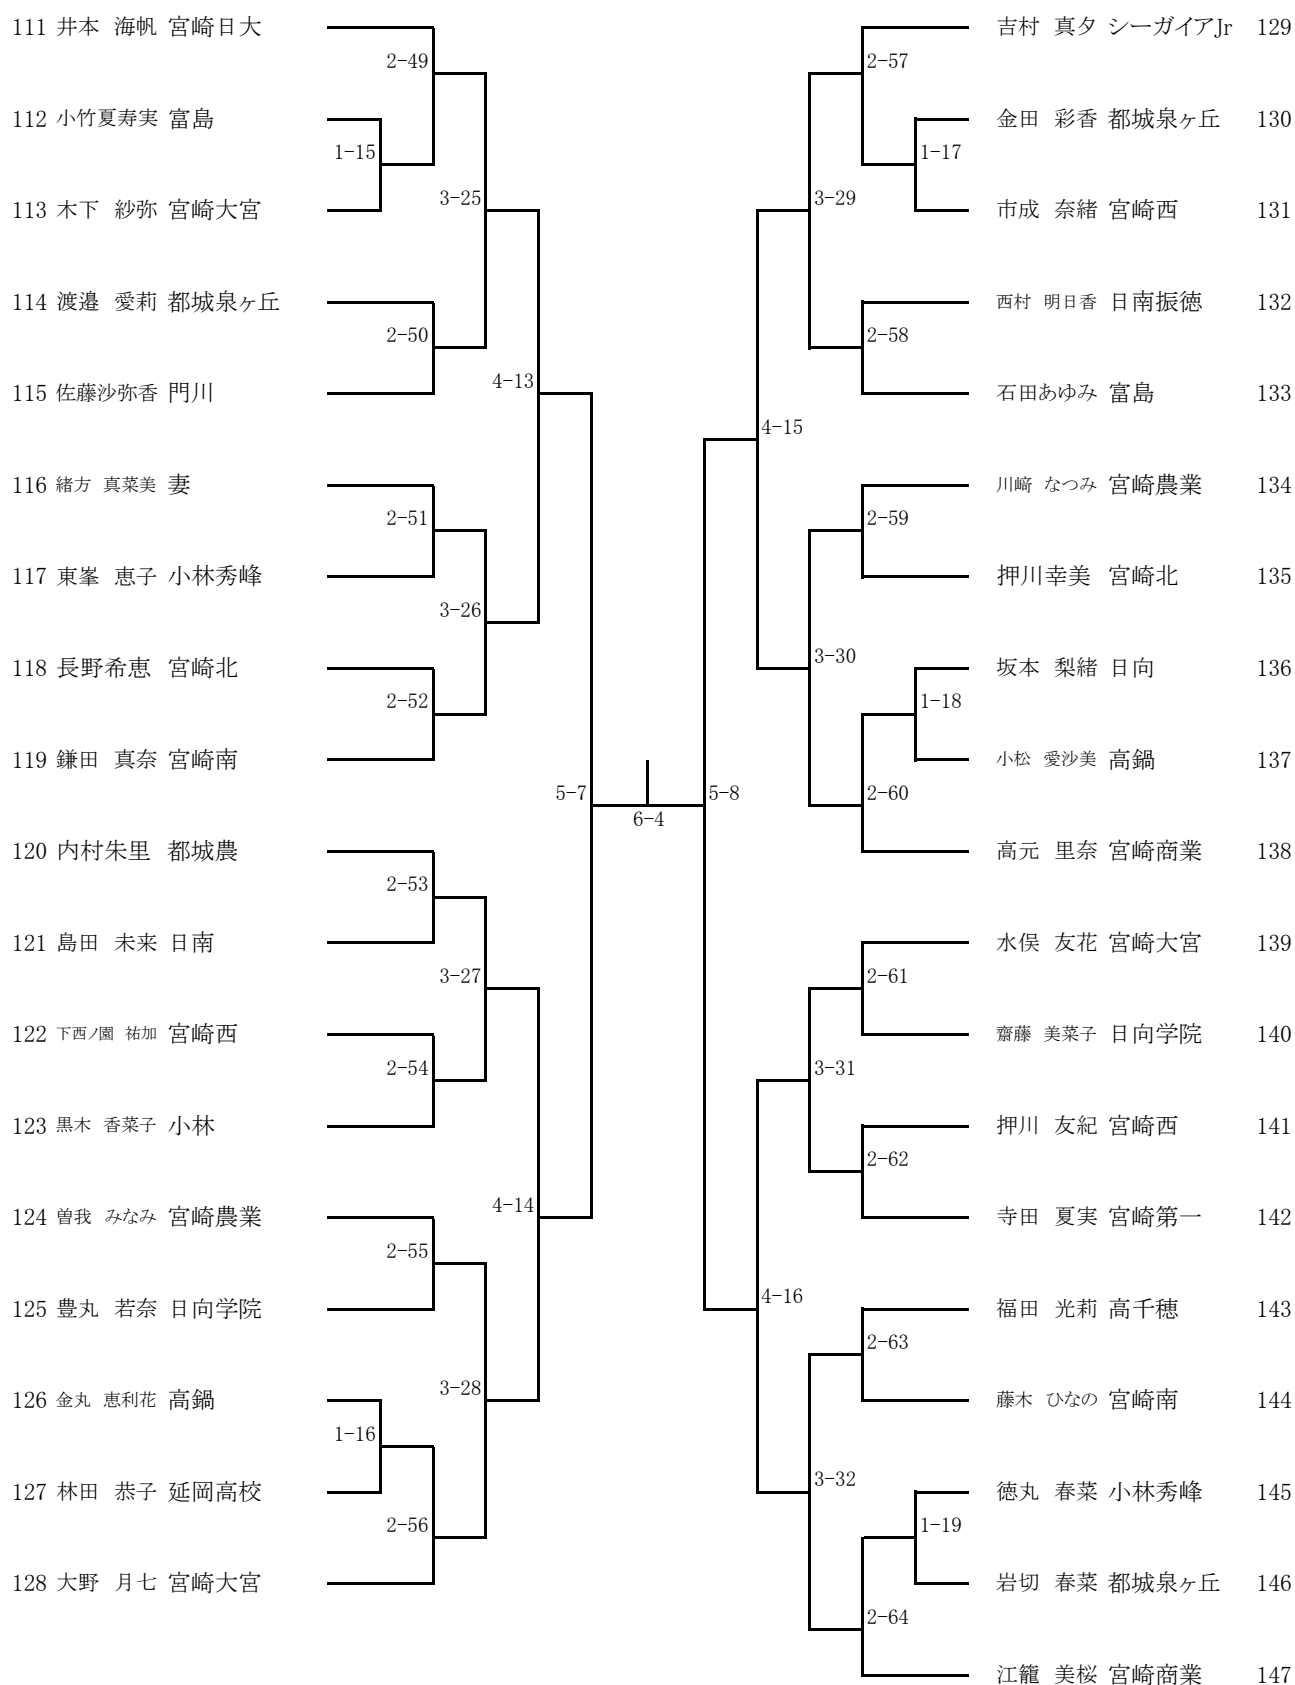 111 井本 海帆 宮崎日大
112 小竹夏寿実 富島
113 木下 紗弥 宮崎大宮
114 渡邉 愛莉 都城泉ヶ丘
115 佐藤沙弥香 門川
116 緒方 真菜美 妻
117 東峯 恵子 小林秀峰
118 長野希恵 宮崎北
119 鎌田 真奈 宮崎南
120 内村朱里 都城農
121 島田 未来 日南
122 下西ノ園 祐加 宮崎西
123 黒木 香菜子 小林
124 曽我 みなみ 宮崎農業
125 豊丸 若奈 日向学院
126 金丸 恵利花 高鍋
127 林田 恭子 延岡高校
128 大野 月七 宮崎大宮
2-49
1-15
3-25
2-50
4-13
2-51
3-26
2-52
5-7
2-53
3-27
2-54
4-14
2-55
3-28
1-16
2-56
6-4
2-57
1-17
3-29
2-58
4-15
2-59
3-30
1-18
5-8
2-60
2-61
3-31
2-62
4-16
2-63
3-32
1-19
2-64
吉村 真夕 シーガイアJr 129
金田 彩香 都城泉ヶ丘 130
市成 奈緒 宮崎西 131
西村 明日香 日南振徳 132
石田あゆみ 富島 133
川﨑 なつみ 宮崎農業 134
押川幸美 宮崎北 135
坂本 梨緒 日向 136
小松 愛沙美 高鍋 137
高元 里奈 宮崎商業 138
水俣 友花 宮崎大宮 139
齋藤 美菜子 日向学院 140
押川 友紀 宮崎西 141
寺田 夏実 宮崎第一 142
福田 光莉 高千穂 143
藤木 ひなの 宮崎南 144
徳丸 春菜 小林秀峰 145
岩切 春菜 都城泉ヶ丘 146
江籠 美桜 宮崎商業 147